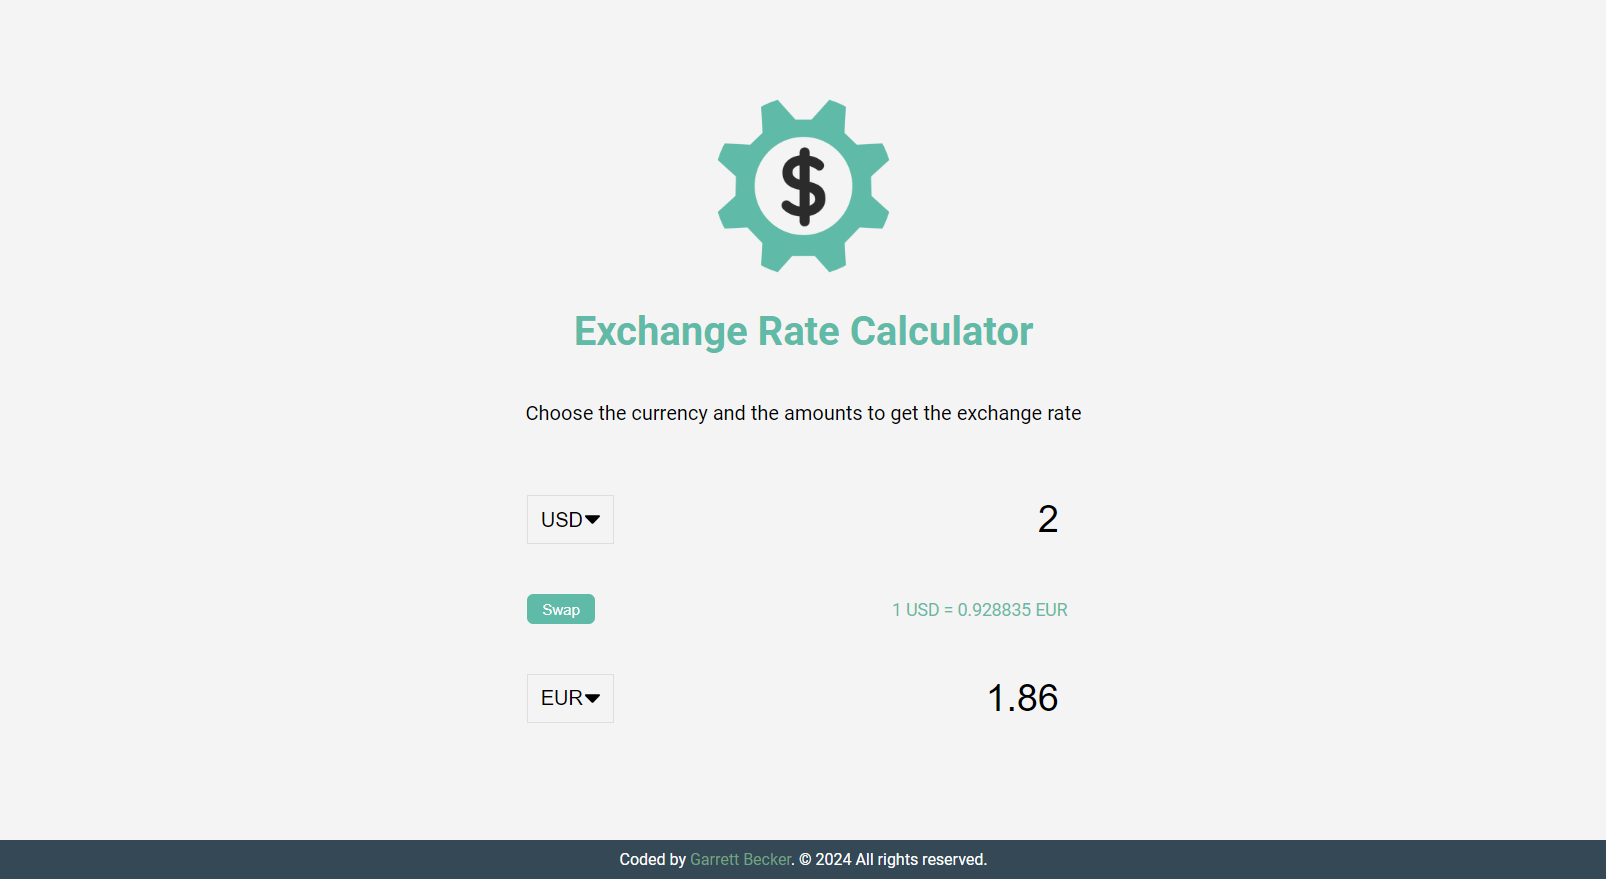 $
Exchange Rate Calculator
Choose the currency and the amounts to get the exchange rate
USD 2
Swap 1 USD = 0.928835 EUR
EUR 1.86
Coded by Garrett Becker. © 2024 All rights reserved.